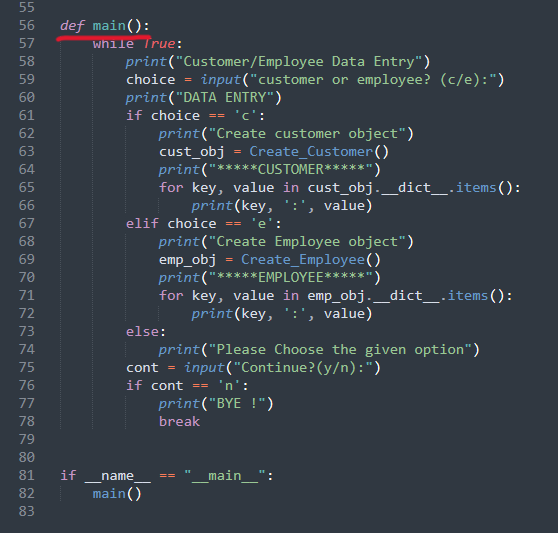 55
56 def main():
57     while True:
58         print("Customer/Employee Data Entry")
59         choice = input("customer or employee? (c/e):")
60         print("DATA ENTRY")
61         if choice == 'c':
62             print("Create customer object")
63             cust_obj = Create_Customer()
64             print("*****CUSTOMER*****")
65             for key, value in cust_obj.__dict__.items():
66                 print(key, ':', value)
67         elif choice == 'e':
68             print("Create Employee object")
69             emp_obj = Create_Employee()
70             print("*****EMPLOYEE*****")
71             for key, value in emp_obj.__dict__.items():
72                 print(key, ':', value)
73         else:
74             print("Please Choose the given option")
75         cont = input("Continue?(y/n):")
76         if cont == 'n':
77             print("BYE !")
78             break
79
80
81 if __name__ == "__main__":
82     main()
83